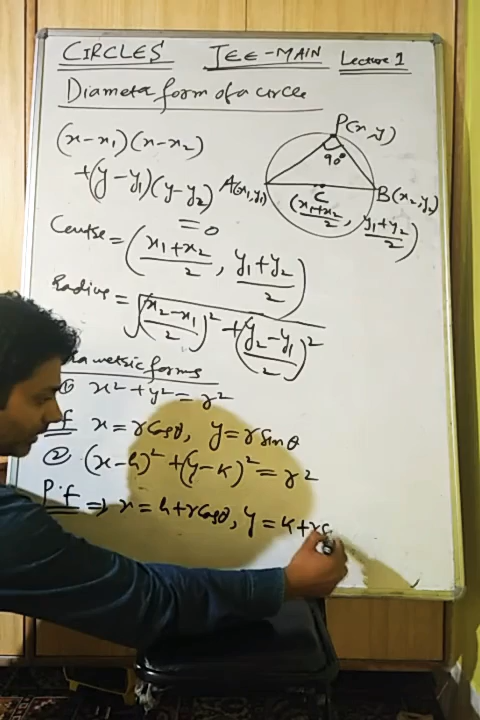 CIRCLES JEE-MAIN Lecture 1
Diameter form of a circle
(x-x₁)(x-x₂)
+(y-y₁)(y-y₂)
=0
P(x,y)
90°
A(x₁,y₁)
B(x₂,y₂)
C
(x₁+x₂/2, y₁+y₂/2)
Centre = (x₁+x₂/2, y₁+y₂/2)
Radius = √((x₂-x₁/2)² + (y₂-y₁/2)²)
ametric forms
① x²+y²=r²
P.f x=rCosθ, y=rSinθ
② (x-h)²+(y-k)²=r²
P.f ⇒ x=h+rCosθ, y=k+rS